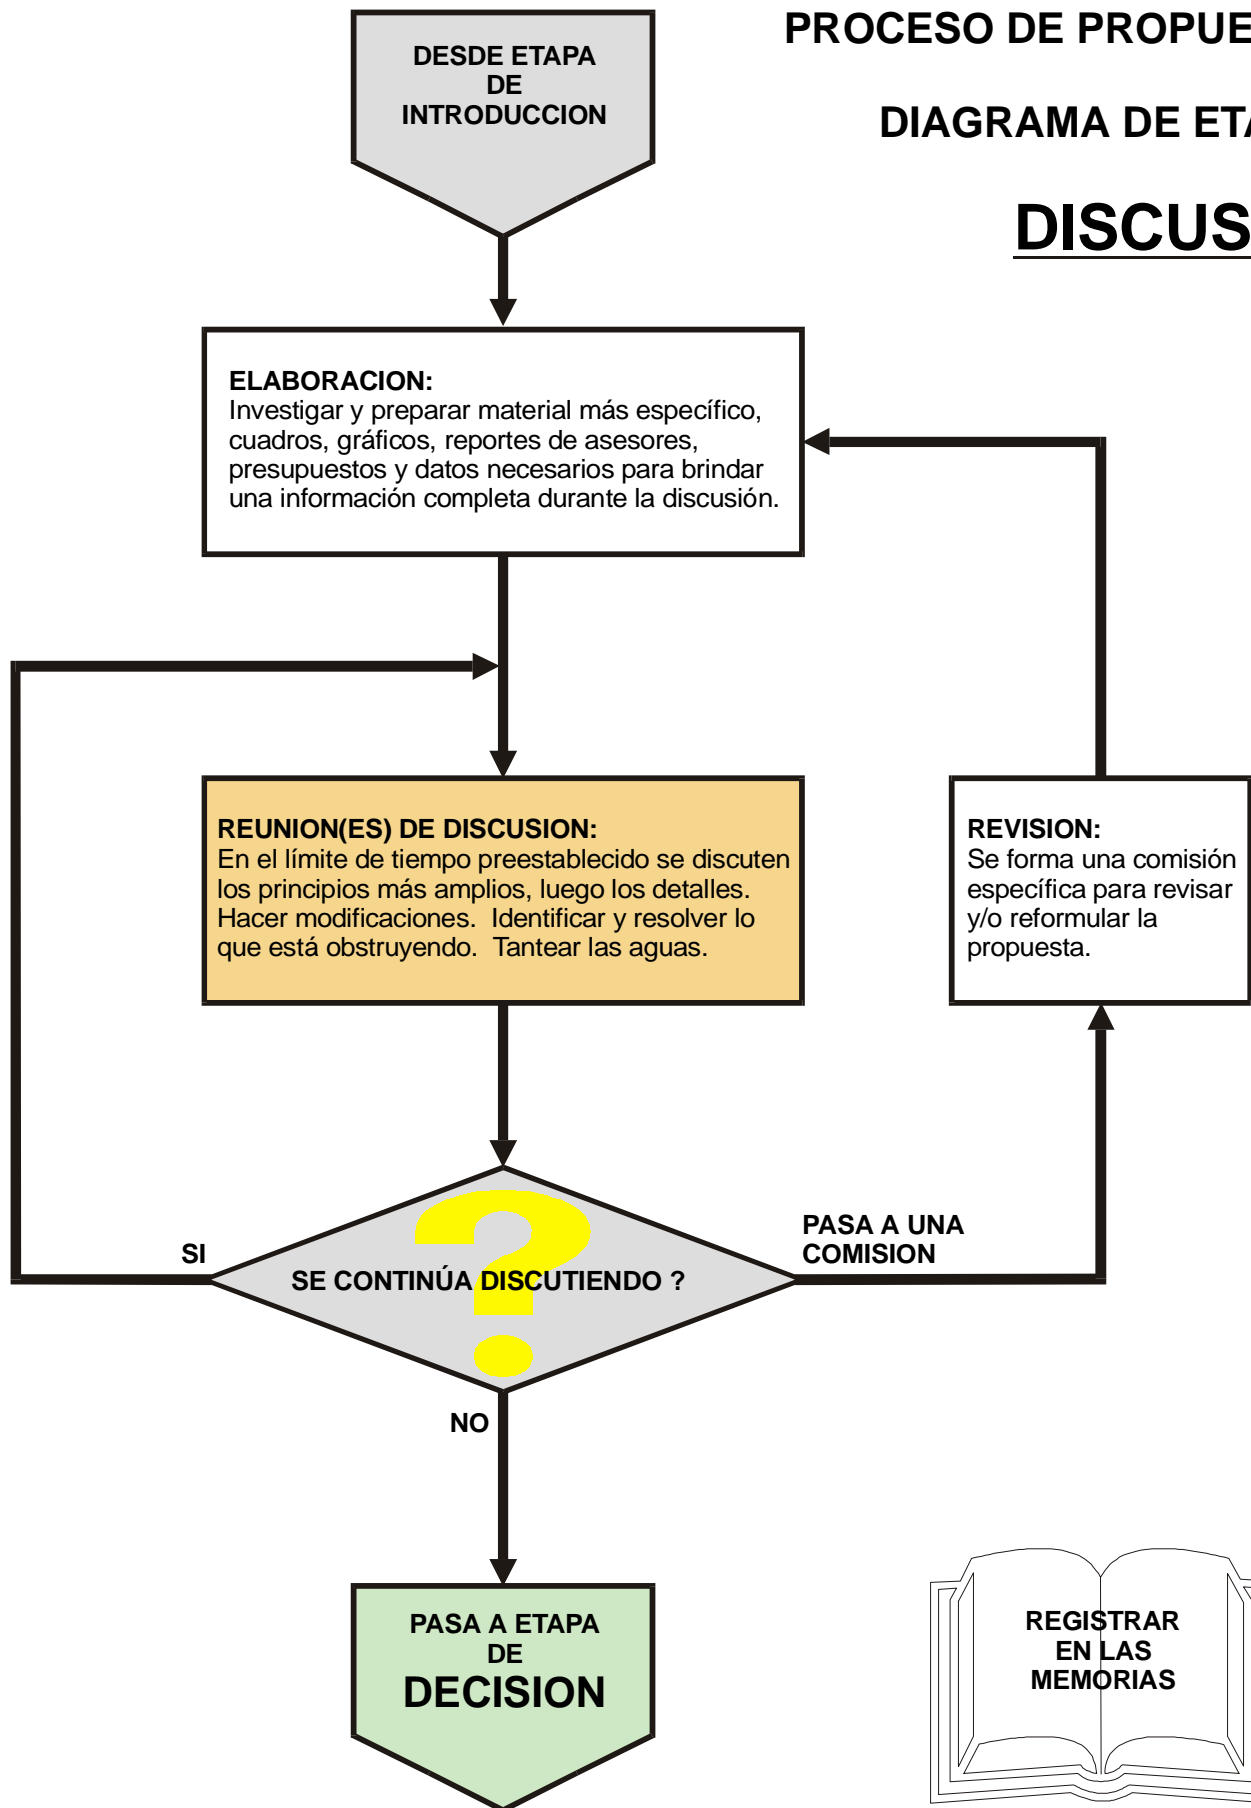 PROCESO DE PROPUE
DIAGRAMA DE ETA
DISCUS
DESDE ETAPA
DE
INTRODUCCION
ELABORACION:
Investigar y preparar material más específico,
cuadros, gráficos, reportes de asesores,
presupuestos y datos necesarios para brindar
una información completa durante la discusión.
REUNION(ES) DE DISCUSION:
En el límite de tiempo preestablecido se discuten
los principios más amplios, luego los detalles.
Hacer modificaciones.  Identificar y resolver lo
que está obstruyendo.  Tantear las aguas.
REVISION:
Se forma una comisión
específica para revisar
y/o reformular la
propuesta.
SI
?
SE CONTINÚA DISCUTIENDO ?
PASA A UNA
COMISION
NO
PASA A ETAPA
DE
DECISION
REGISTRAR
EN LAS
MEMORIAS